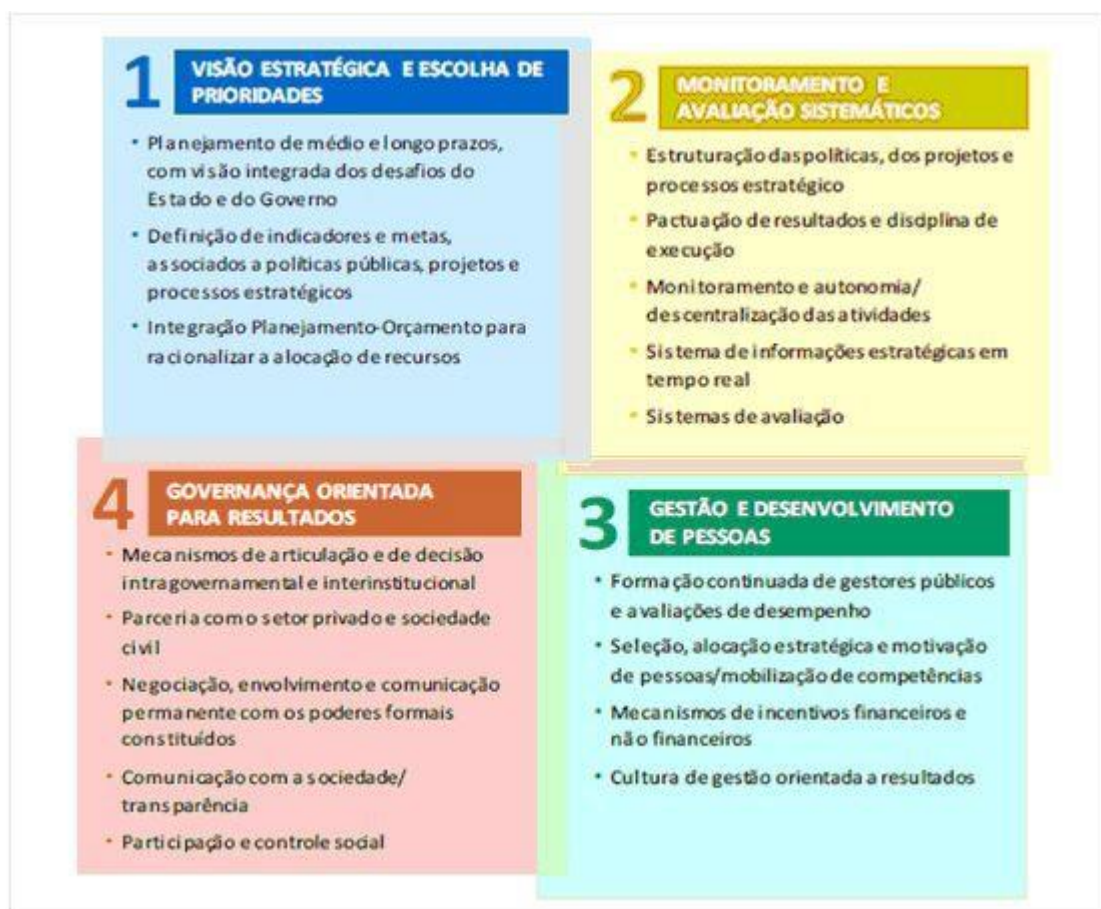 1
VISÃO ESTRATÉGICA E ESCOLHA DE
PRIORIDADES
• Planejamento de médio e longo prazos,
com visão integrada dos desafios do
Estado e do Governo
• Definição de indicadores e metas,
associados a políticas públicas, projetos e
processos estratégicos
• Integração Planejamento-Orçamento para
racionalizar a alocação de recursos
2
MONITORAMENTO E
AVALIAÇÃO SISTEMÁTICOS
• Estruturação das políticas, dos projetos e
processos estratégico
• Pactuação de resultados e disciplina de
execução
• Monitoramento e autonomia/
descentralização das atividades
• Sistema de informações estratégicas em
tempo real
• Sistemas de avaliação
3
GESTÃO E DESENVOLVIMENTO
DE PESSOAS
• Formação continuada de gestores públicos
e avaliações de desempenho
• Seleção, alocação estratégica e motivação
de pessoas/mobilização de competências
• Mecanismos de incentivos financeiros e
não financeiros
• Cultura de gestão orientada a resultados
4
GOVERNANÇA ORIENTADA
PARA RESULTADOS
• Mecanismos de articulação e de decisão
intragovernamental e interinstitucional
• Parceria com o setor privado e sociedade
civil
• Negociação, envolvimento e comunicação
permanente com os poderes formais
constituídos
• Comunicação com a sociedade/
transparência
• Participação e controle social